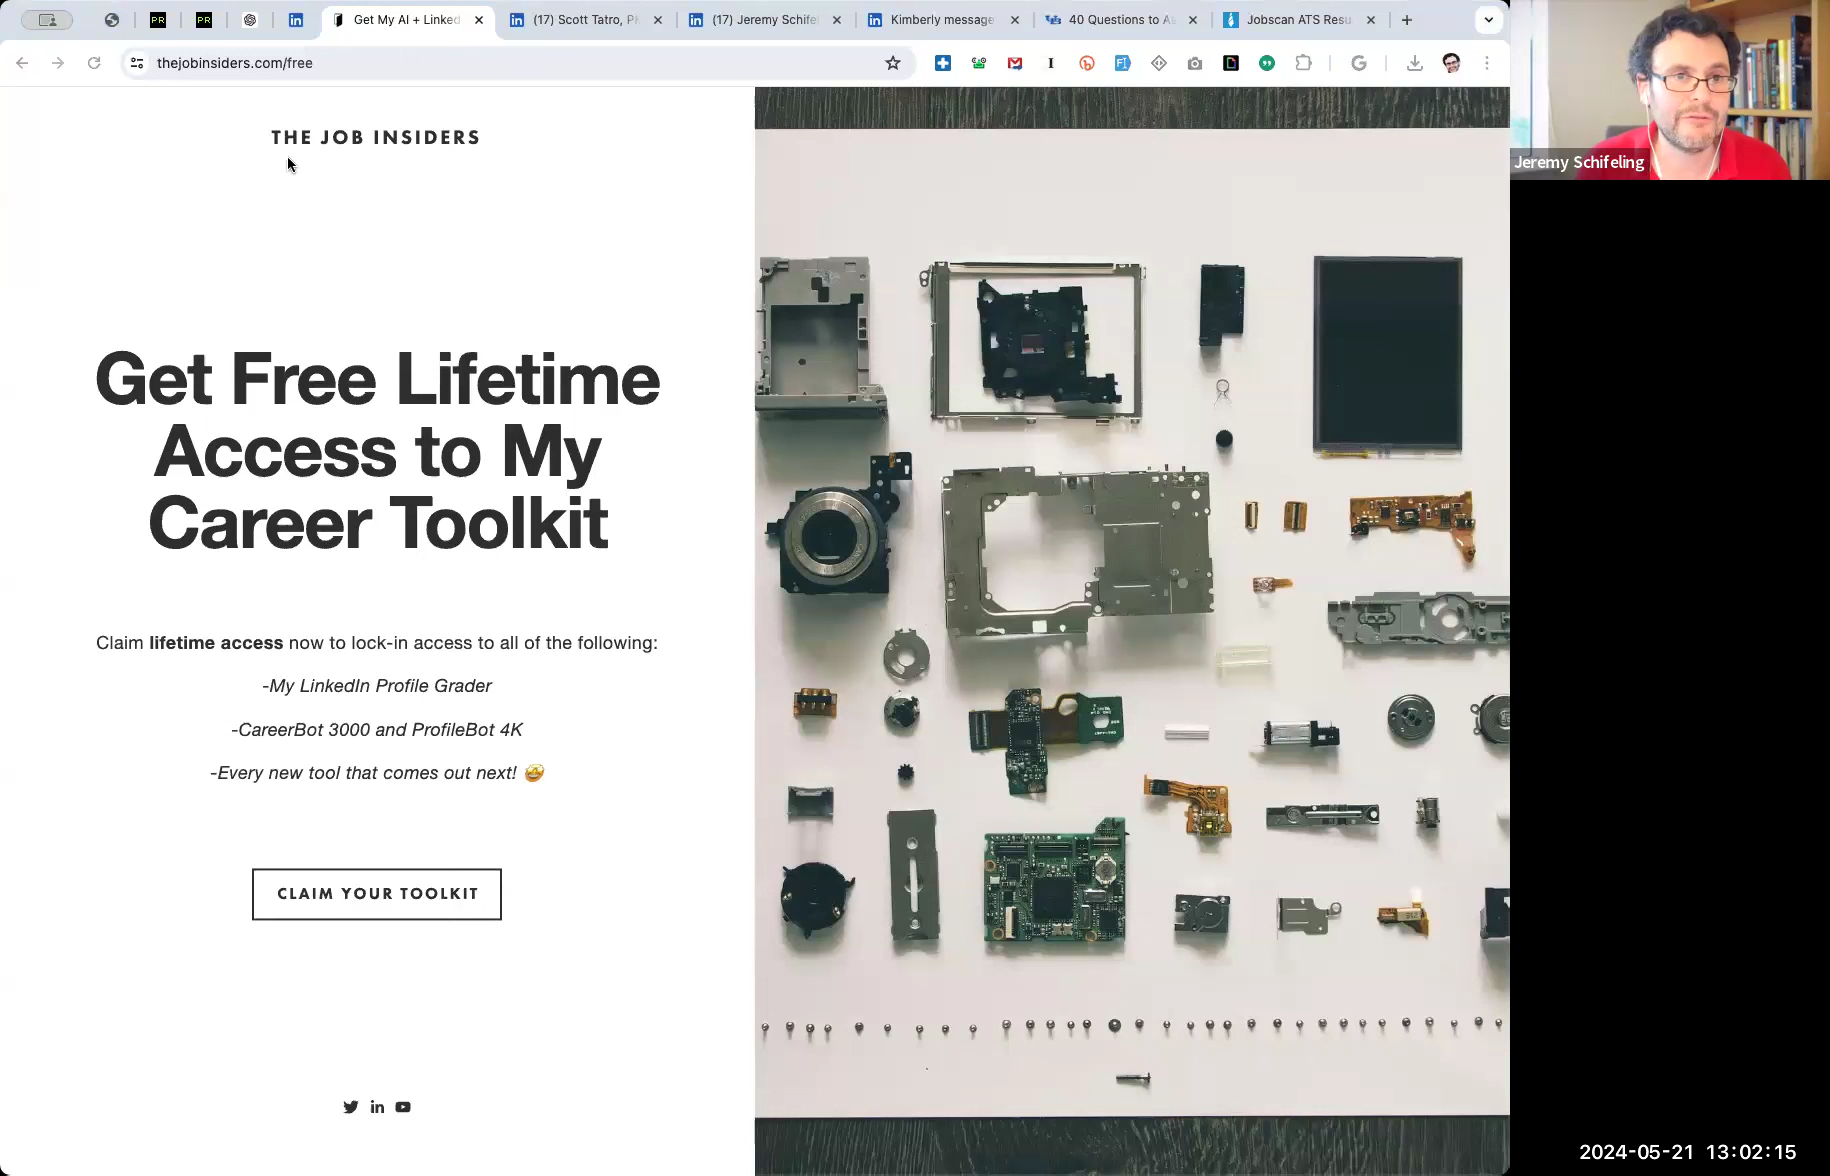 PR
PR
Get My AI + Linked
(17) Scott Tatro, P
(17) Jeremy Schife
Kimberly message
40 Questions to A
Jobscan ATS Resu
thejobinsiders.com/free
THE JOB INSIDERS
Get Free Lifetime
Access to My
Career Toolkit
Claim lifetime access now to lock-in access to all of the following:
-My LinkedIn Profile Grader
-CareerBot 3000 and ProfileBot 4K
-Every new tool that comes out next! 🤩
CLAIM YOUR TOOLKIT
Jeremy Schifeling
2024-05-21 13:02:15